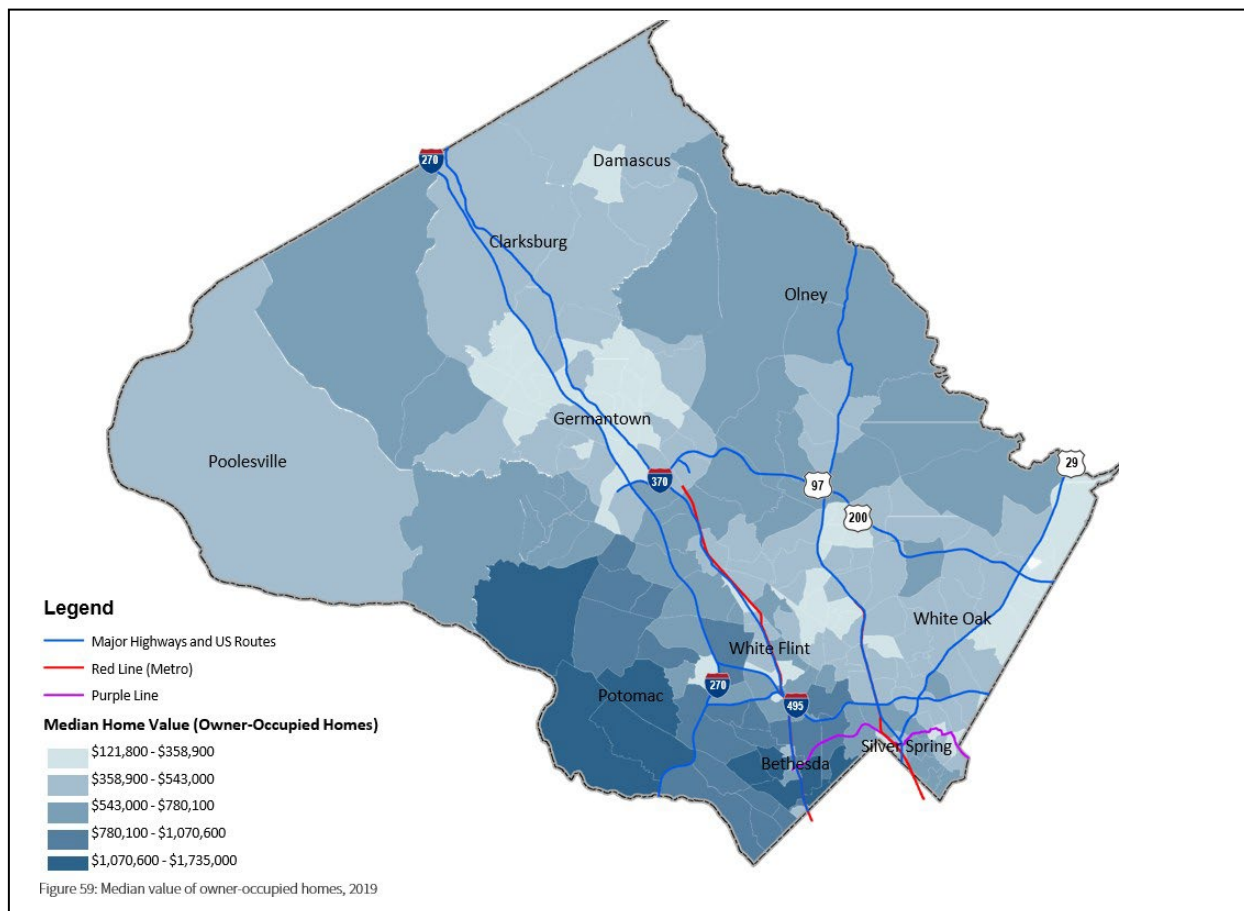 270
Damascus
Clarksburg
Olney
Germantown
Poolesville
29
370
97
200
White Oak
White Flint
Potomac
270
495
Silver Spring
Bethesda
Legend
Major Highways and US Routes
Red Line (Metro)
Purple Line
Median Home Value (Owner-Occupied Homes)
$121,800 - $358,900
$358,900 - $543,000
$543,000 - $780,100
$780,100 - $1,070,600
$1,070,600 - $1,735,000
Figure 59: Median value of owner-occupied homes, 2019